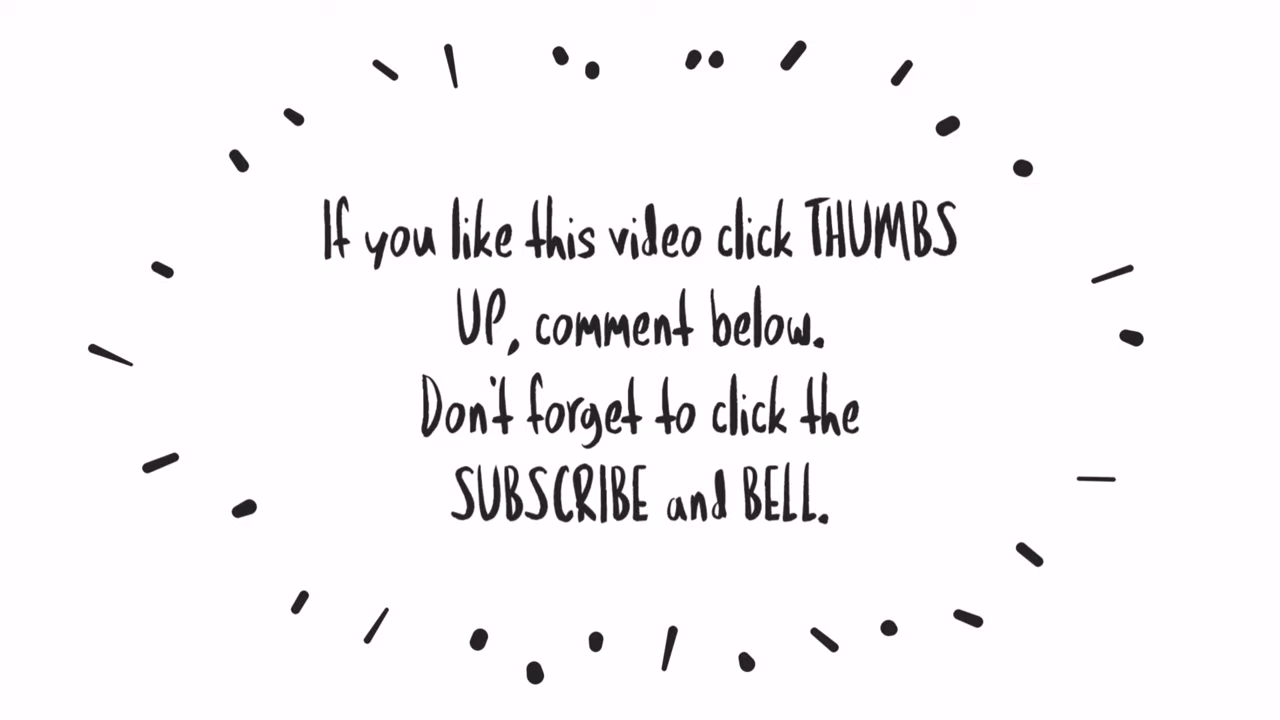 If you like this video click THUMBS
UP, comment below.
Don't forget to click the
SUBSCRIBE and BELL.